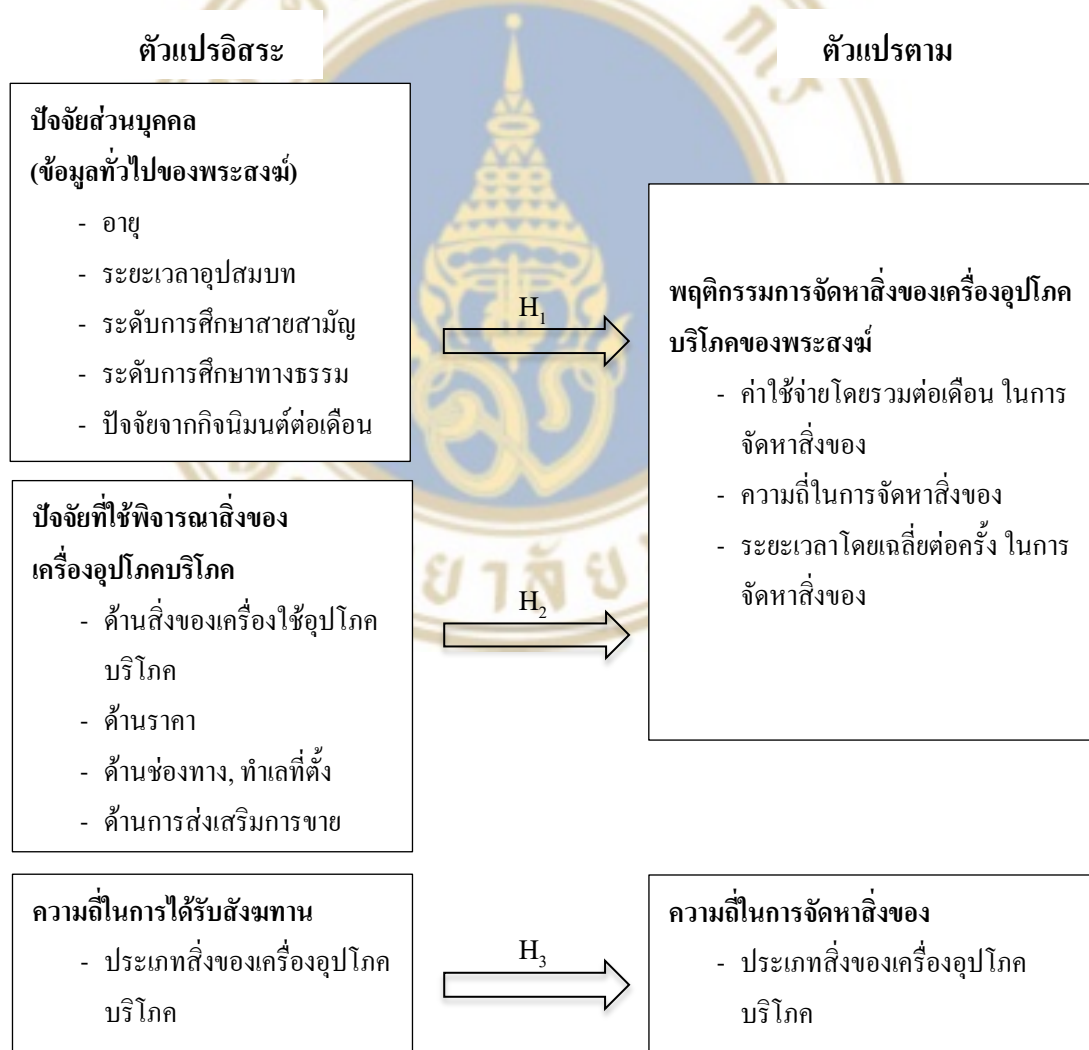 ตัวแปรอิสระ
ตัวแปรตาม
ปัจจัยส่วนบุคคล
(ข้อมูลทั่วไปของพระสงฆ์)
- อายุ
- ระยะเวลาอุปสมบท
- ระดับการศึกษาสายสามัญ
- ระดับการศึกษาทางธรรม
- ปัจจัยจากกิจนิมนต์ต่อเดือน
H1
พฤติกรรมการจัดหาสิ่งของเครื่องอุปโภค
บริโภคของพระสงฆ์
- ค่าใช้จ่ายโดยรวมต่อเดือน ในการ
จัดหาสิ่งของ
- ความถี่ในการจัดหาสิ่งของ
- ระยะเวลาโดยเฉลี่ยต่อครั้ง ในการ
จัดหาสิ่งของ
ปัจจัยที่ใช้พิจารณาสิ่งของ
เครื่องอุปโภคบริโภค
- ด้านสิ่งของเครื่องใช้อุปโภค
บริโภค
- ด้านราคา
- ด้านช่องทาง, ทำเลที่ตั้ง
- ด้านการส่งเสริมการขาย
H2
ความถี่ในการได้รับสังฆทาน
- ประเภทสิ่งของเครื่องอุปโภค
บริโภค
H3
ความถี่ในการจัดหาสิ่งของ
- ประเภทสิ่งของเครื่องอุปโภค
บริโภค